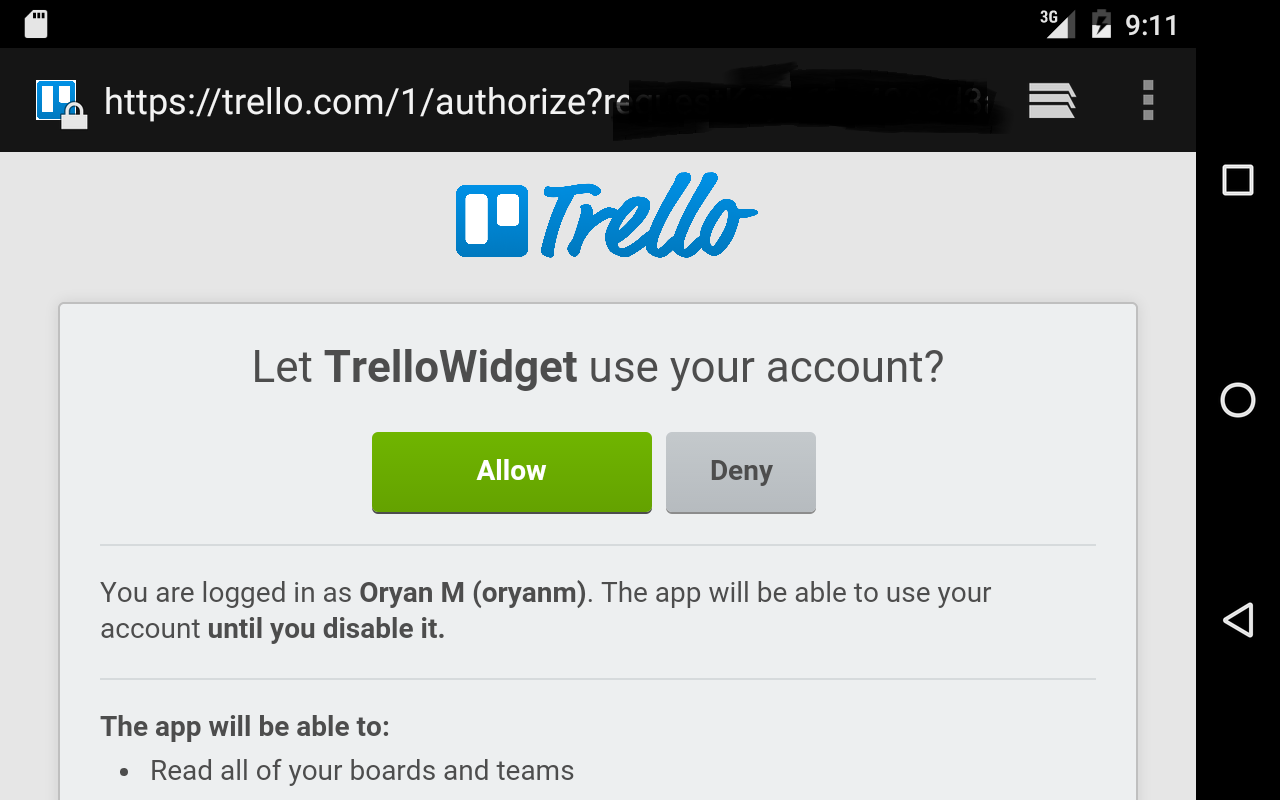 3G 9:11
https://trello.com/1/authorize?re
Trello
Let TrelloWidget use your account?
Allow Deny
You are logged in as Oryan M (oryanm). The app will be able to use your
account until you disable it.
The app will be able to:
• Read all of your boards and teams